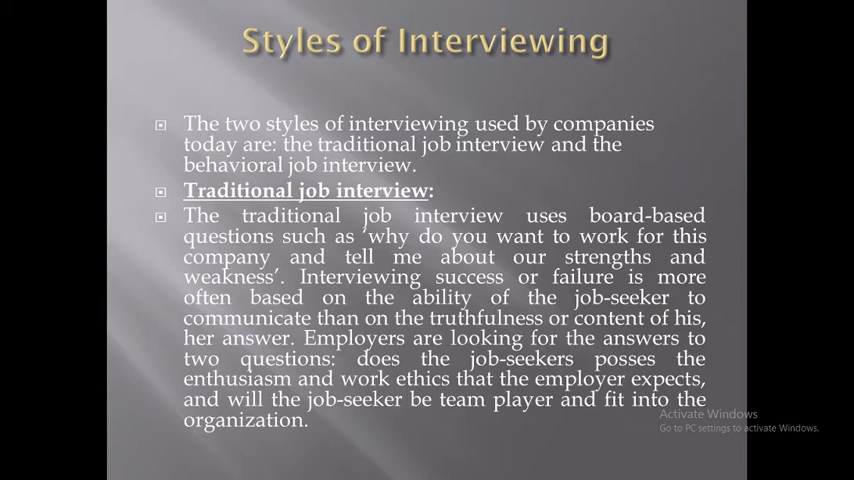 Styles of Interviewing
The two styles of interviewing used by companies
today are: the traditional job interview and the
behavioral job interview.
Traditional job interview:
The traditional job interview uses board-based
questions such as 'why do you want to work for this
company and tell me about our strengths and
weakness'. Interviewing success or failure is more
often based on the ability of the job-seeker to
communicate than on the truthfulness or content of his,
her answer. Employers are looking for the answers to
two questions: does the job-seekers posses the
enthusiasm and work ethics that the employer expects,
and will the job-seeker be team player and fit into the
organization.
Activate Windows
Go to PC settings to activate Windows.